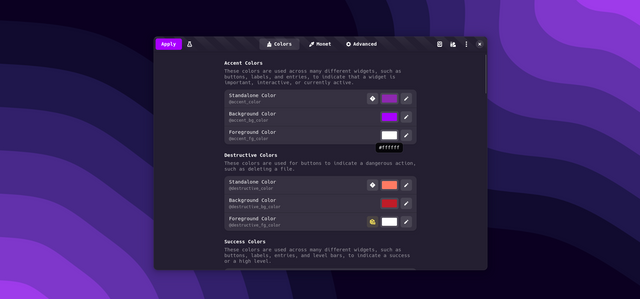 Apply
Colors
Monet
Advanced
Accent Colors
These colors are used across many different widgets, such as
buttons, labels, and entries, to indicate that a widget is
important, interactive, or currently active.
Standalone Color
@accent_color
Background Color
@accent_bg_color
Foreground Color
@accent_fg_color
#ffffff
Destructive Colors
These colors are used for buttons to indicate a dangerous action,
such as deleting a file.
Standalone Color
@destructive_color
Background Color
@destructive_bg_color
Foreground Color
@destructive_fg_color
Success Colors
These colors are used across many different widgets, such as
buttons, labels, entries, and level bars, to indicate a success
or a high level.